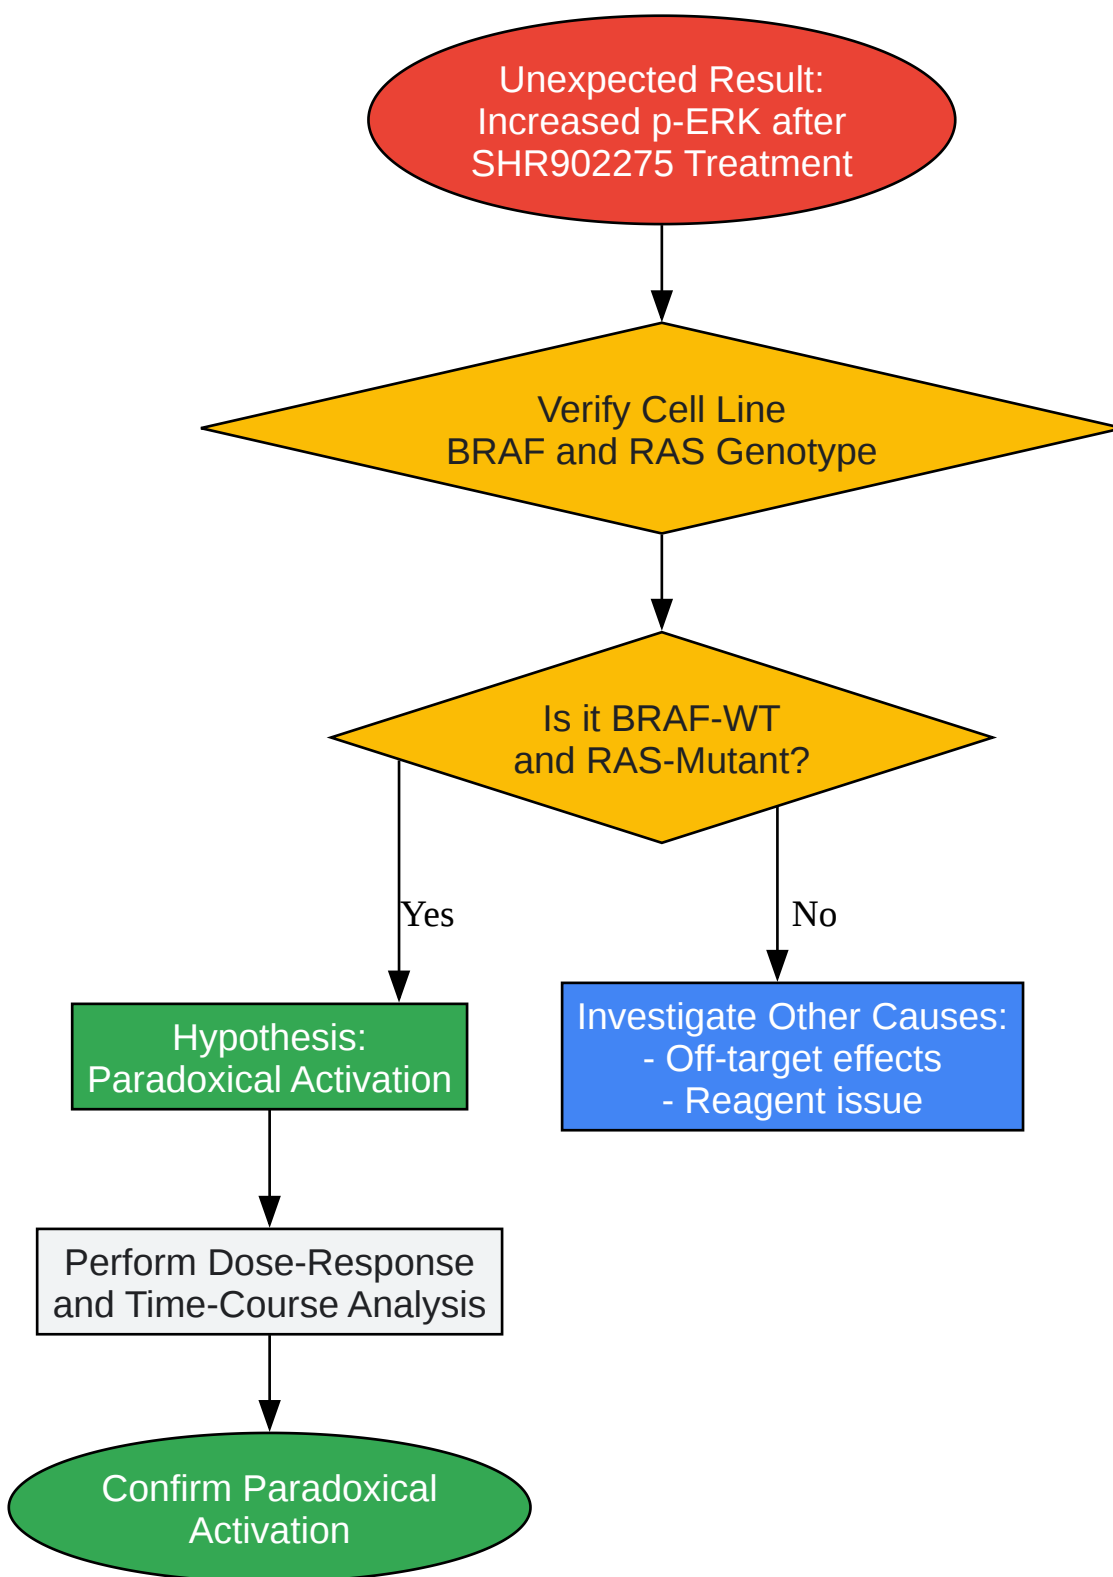 Unexpected Result:
Increased p-ERK after
SHR902275 Treatment
Verify Cell Line
BRAF and RAS Genotype
Is it BRAF-WT
and RAS-Mutant?
Yes
No
Hypothesis:
Paradoxical Activation
Investigate Other Causes:
- Off-target effects
- Reagent issue
Perform Dose-Response
and Time-Course Analysis
Confirm Paradoxical
Activation